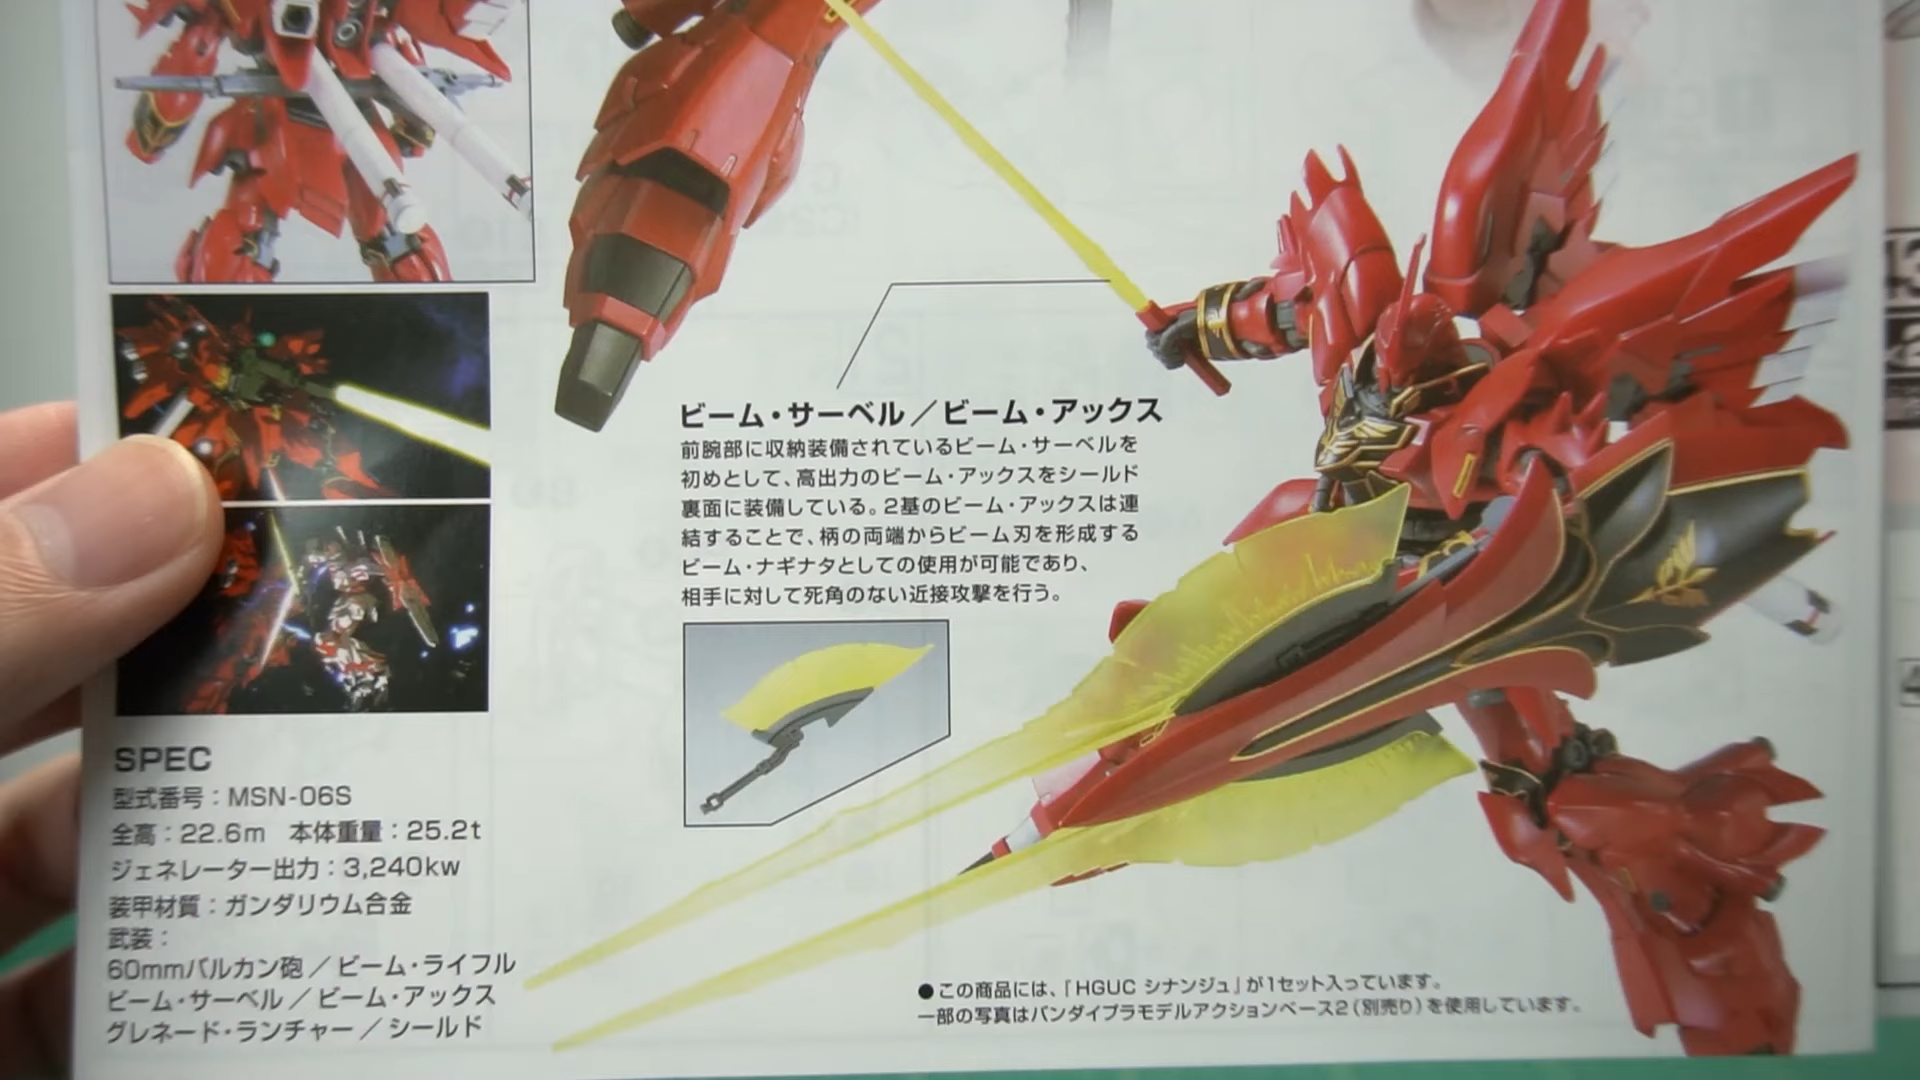 ビーム・サーベル／ビーム・アックス
前腕部に収納装備されているビーム・サーベルを
初めとして、高出力のビーム・アックスをシールド
裏面に装備している。2基のビーム・アックスは連
結することで、柄の両端からビーム刃を形成する
ビーム・ナギナタとしての使用が可能であり、
相手に対して死角のない近接攻撃を行う。
SPEC
型式番号：MSN-06S
全高：22.6m 本体重量：25.2t
ジェネレーター出力：3,240kw
装甲材質：ガンダリウム合金
武装：
60mmバルカン砲／ビーム・ライフル
ビーム・サーベル／ビーム・アックス
グレネード・ランチャー／シールド
●この商品には、「HGUC シナンジュ」が1セット入っています。
一部の写真はバンダイプラモデルアクションベース2（別売り）を使用しています。